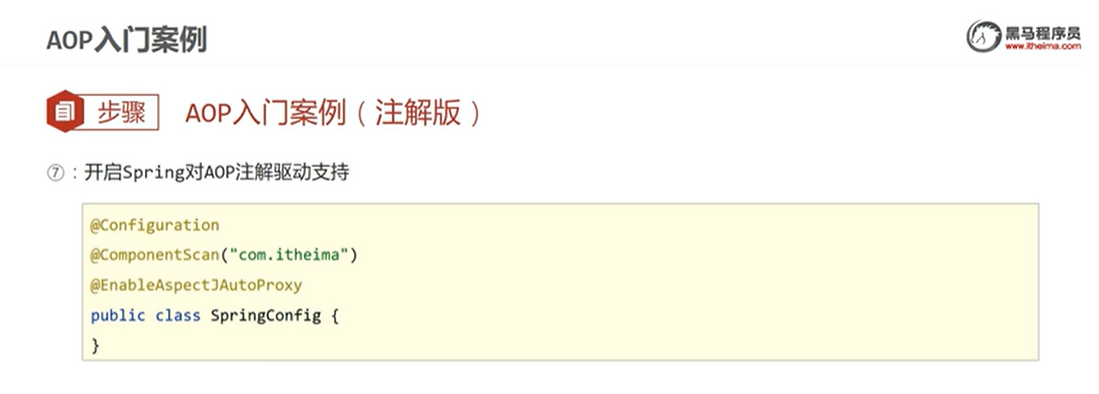 AOP入门案例
黑马程序员
www.itheima.com
步骤
AOP入门案例（注解版）
⑦：开启Spring对AOP注解驱动支持
@Configuration
@ComponentScan("com.itheima")
@EnableAspectJAutoProxy
public class SpringConfig {
}